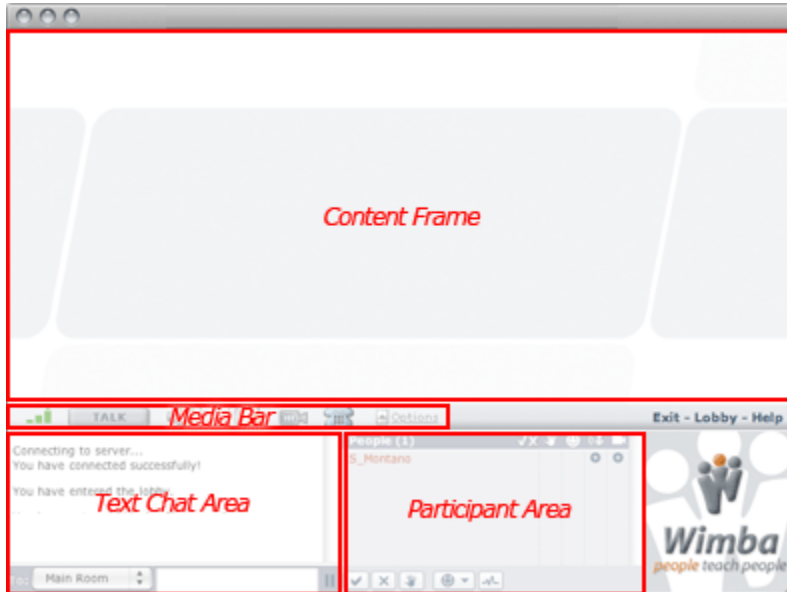 Content Frame
TALK
Media Bar
Options
Exit - Lobby - Help
Connecting to server...
You have connected successfully!
You have entered the lobby
Text Chat Area
To: Main Room
People (1)
S_Montano
Participant Area
Wimba
people teach people